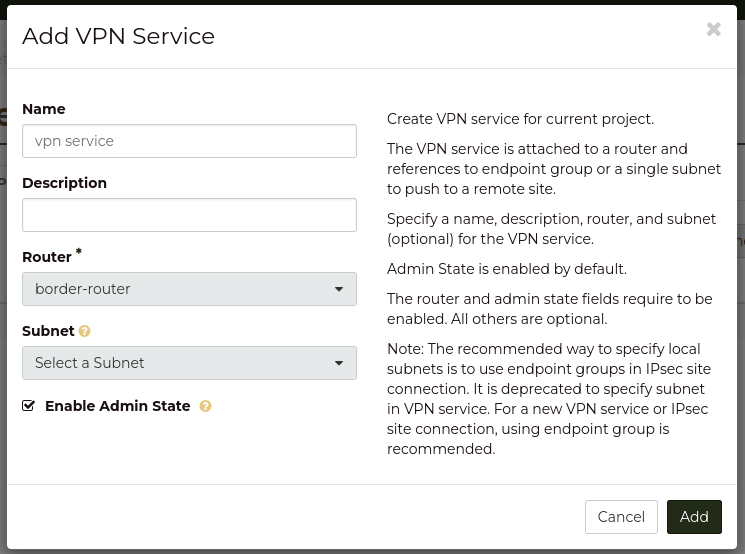 Add VPN Service
Name
vpn service
Description
Router *
border-router
Subnet
Select a Subnet
Enable Admin State
Create VPN service for current project.
The VPN service is attached to a router and
references to endpoint group or a single subnet
to push to a remote site.
Specify a name, description, router, and subnet
(optional) for the VPN service.
Admin State is enabled by default.
The router and admin state fields require to be
enabled. All others are optional.
Note: The recommended way to specify local
subnets is to use endpoint groups in IPsec site
connection. It is deprecated to specify subnet
in VPN service. For a new VPN service or IPsec
site connection, using endpoint group is
recommended.
Cancel
Add